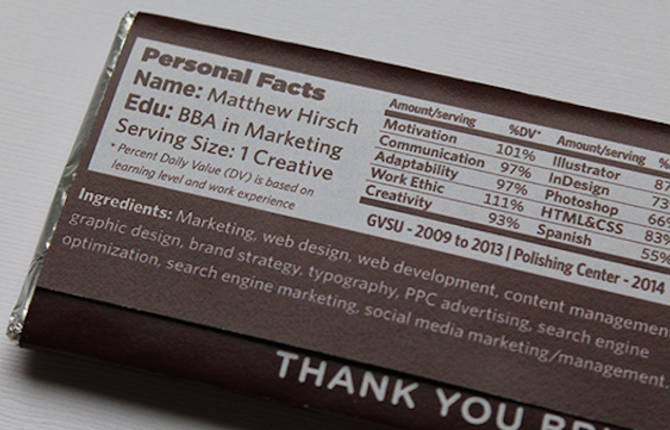 Personal Facts
Name: Matthew Hirsch
Edu: BBA in Marketing
Serving Size: 1 Creative
* Percent Daily Value (DV) is based on
learning level and work experience
Amount/serving %DV* Amount/serving %
Motivation 101% Illustrator
Communication 97% InDesign
Adaptability 97% Photoshop
Work Ethic 111% HTML&CSS 83%
Creativity 93% Spanish 55%
GVSU - 2009 to 2013 | Polishing Center - 2014
Ingredients: Marketing, web design, web development, content managemen
graphic design, brand strategy, typography, PPC advertising, search engine
optimization, search engine marketing, social media marketing/management.
THANK YOU